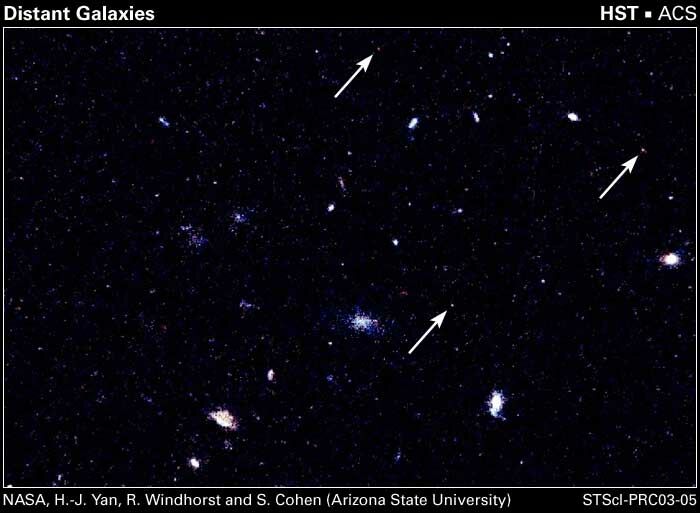 Distant Galaxies
HST ▪ ACS
NASA, H.-J. Yan, R. Windhorst and S. Cohen (Arizona State University)
STScI-PRC03-05